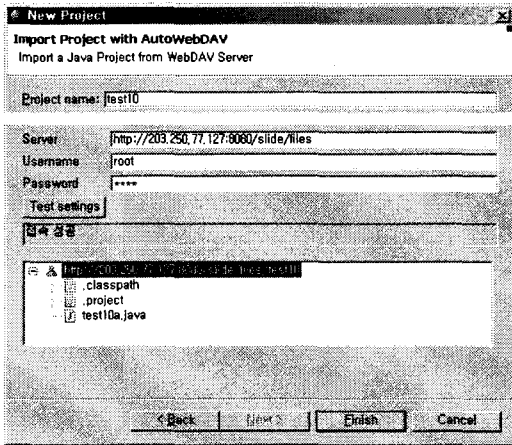 New Project
Import Project with AutoWebDAV
Import a Java Project from WebDAV Server
Project name: test10
Server http://203.250.77.127:8080/slide/files
Username root
Password ****
Test settings
접속 성공
.classpath
.project
test10a.java
< Back Next > Finish Cancel